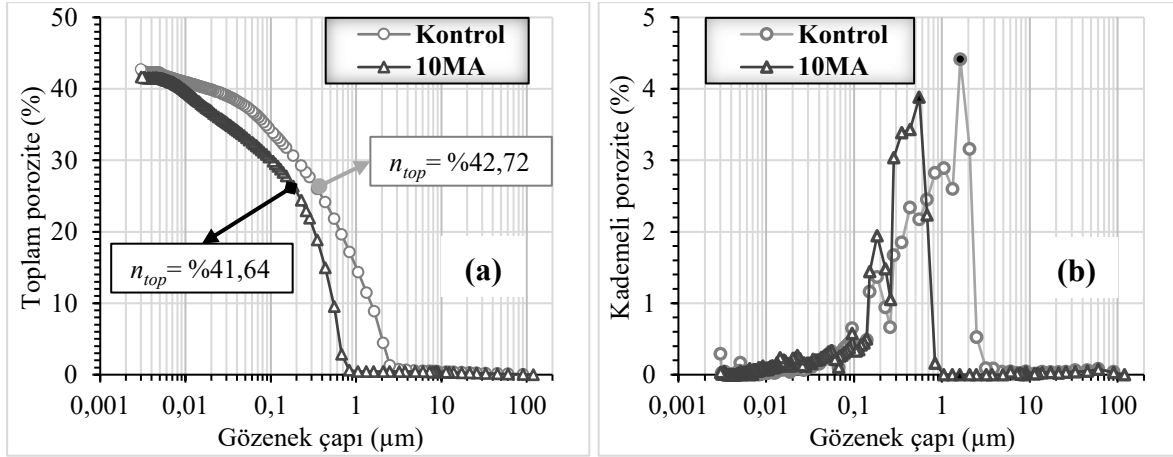 Toplam porozite (%)
50
40
30
20
10
0
Kontrol
10MA
n_top= %42,72
n_top= %41,64
(a)
0,001 0,01 0,1 1 10 100
Gözenek çapı (µm)
Kademeli porozite (%)
5
4
3
2
1
0
Kontrol
10MA
(b)
0,001 0,01 0,1 1 10 100
Gözenek çapı (µm)